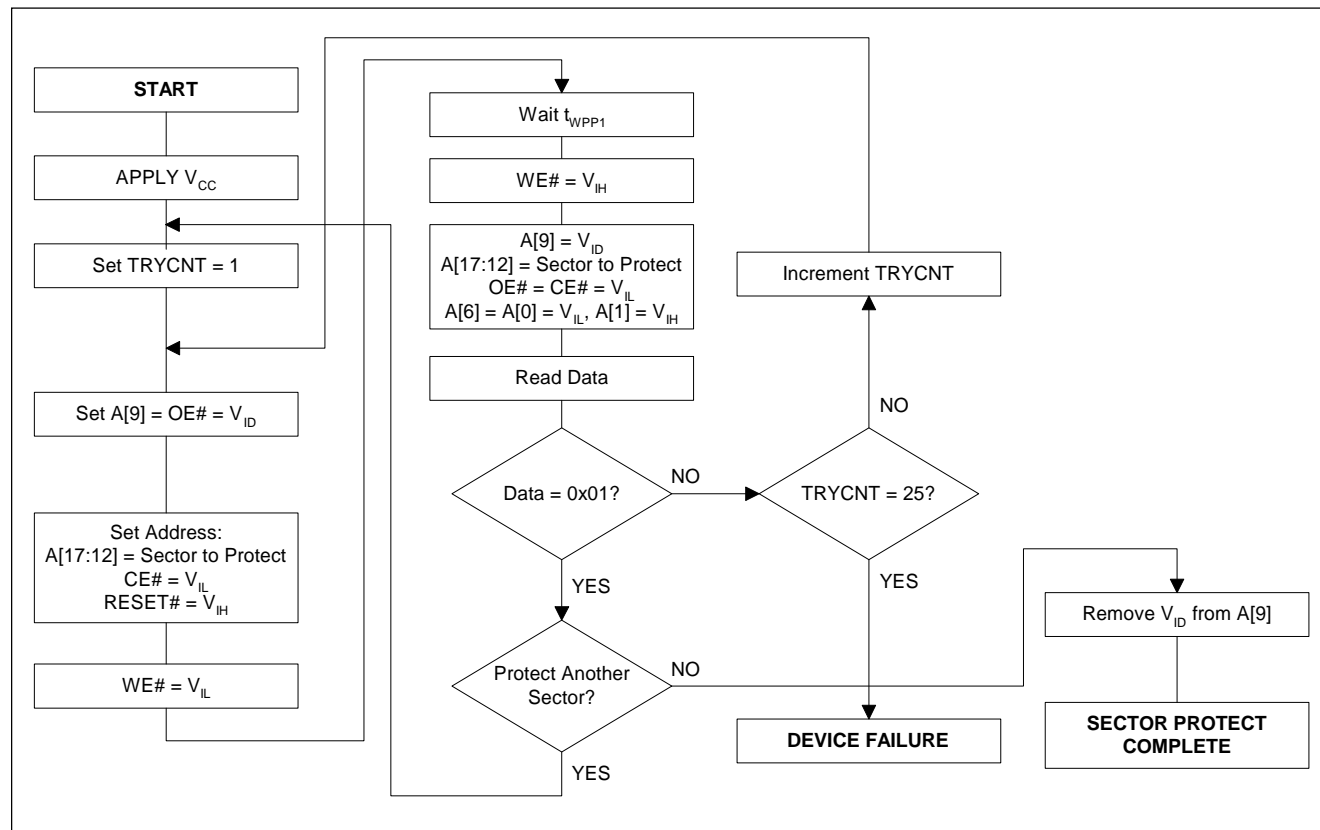 START
APPLY V_CC
Set TRYCNT = 1
Set A[9] = OE# = V_ID
Set Address:
A[17:12] = Sector to Protect
CE# = V_IL
RESET# = V_IH
WE# = V_IL
Wait t_WPP1
WE# = V_IH
A[9] = V_ID
A[17:12] = Sector to Protect
OE# = CE# = V_IL
A[6] = A[0] = V_IL, A[1] = V_IH
Read Data
Data = 0x01?
NO
YES
Protect Another
Sector?
NO
YES
Increment TRYCNT
NO
TRYCNT = 25?
YES
DEVICE FAILURE
Remove V_ID from A[9]
SECTOR PROTECT
COMPLETE